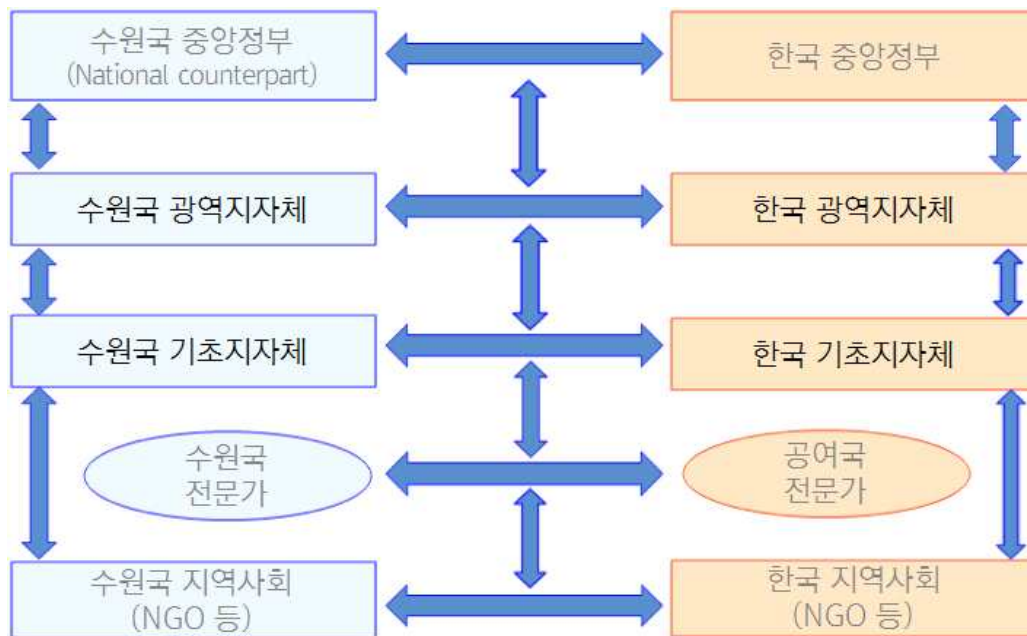 수원국 중앙정부
(National counterpart)
한국 중앙정부
수원국 광역지자체
한국 광역지자체
수원국 기초지자체
한국 기초지자체
수원국
전문가
공여국
전문가
수원국 지역사회
(NGO 등)
한국 지역사회
(NGO 등)